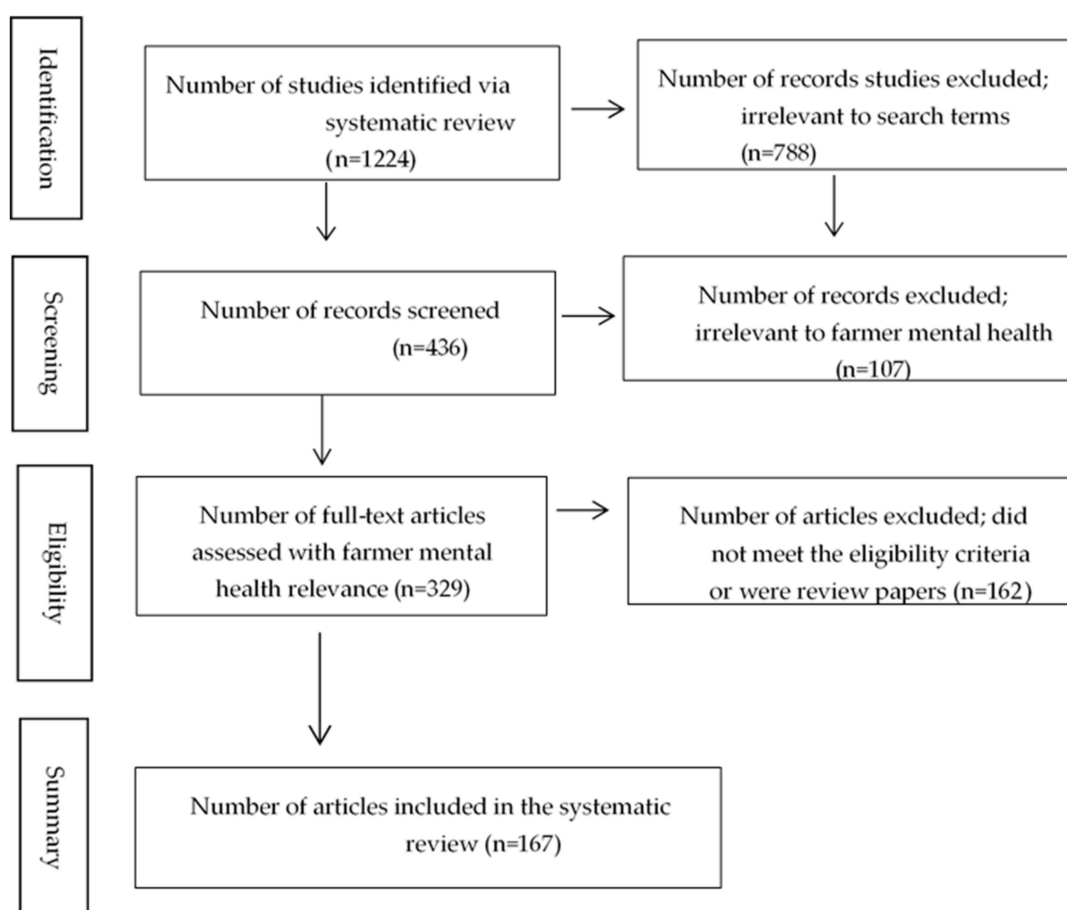 Identification
Number of studies identified via
systematic review
(n=1224)
Number of records studies excluded;
irrelevant to search terms
(n=788)
Screening
Number of records screened
(n=436)
Number of records excluded;
irrelevant to farmer mental health
(n=107)
Eligibility
Number of full-text articles
assessed with farmer mental
health relevance (n=329)
Number of articles excluded; did
not meet the eligibility criteria
or were review papers (n=162)
Summary
Number of articles included in the systematic
review (n=167)